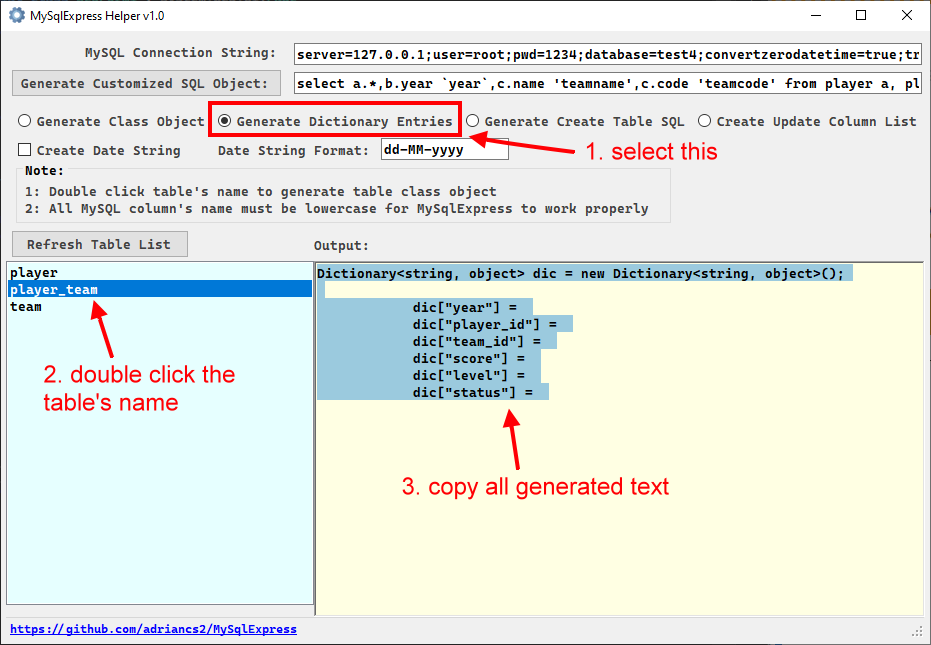 MySqlExpress Helper v1.0
MySQL Connection String:
server=127.0.0.1;user=root;pwd=1234;database=test4;convertzerodatetime=true;tr
Generate Customized SQL Object:
select a.*,b.year `year`,c.name 'teamname',c.code 'teamcode' from player a, pl
Generate Class Object
Generate Dictionary Entries
Generate Create Table SQL
Create Update Column List
Create Date String
Date String Format:
dd-MM-yyyy
1. select this
Note:
1: Double click table's name to generate table class object
2: All MySQL column's name must be lowercase for MySqlExpress to work properly
Refresh Table List
Output:
player
player_team
team
2. double click the
table's name
Dictionary<string, object> dic = new Dictionary<string, object>();
dic["year"] =
dic["player_id"] =
dic["team_id"] =
dic["score"] =
dic["level"] =
dic["status"] =
3. copy all generated text
https://github.com/adriancs2/MySqlExpress